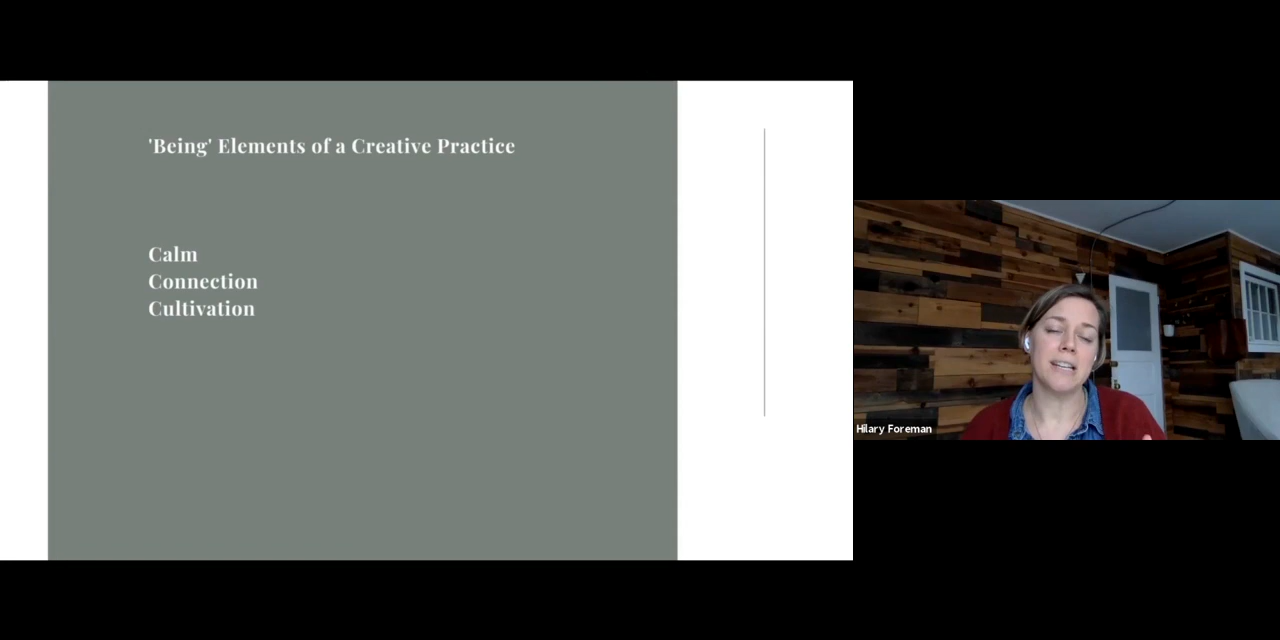 'Being' Elements of a Creative Practice
Calm
Connection
Cultivation
Hilary Foreman